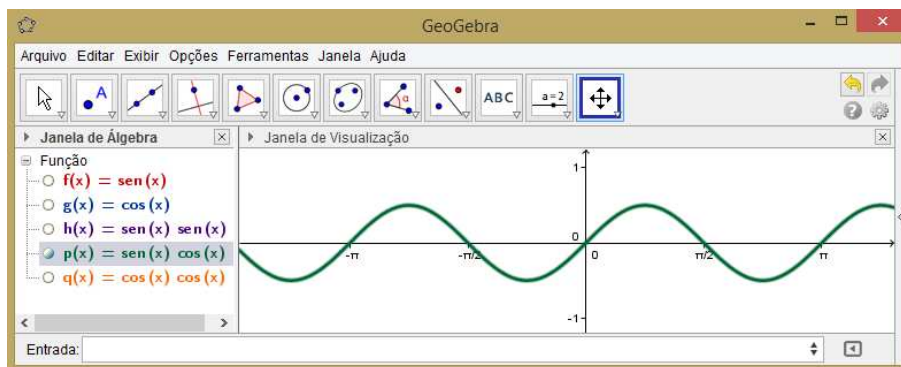 GeoGebra
Arquivo Editar Exibir Opções Ferramentas Janela Ajuda
A
α
ABC
a=2
Janela de Álgebra
Janela de Visualização
Função
f(x) = sen(x)
g(x) = cos(x)
h(x) = sen(x) sen(x)
p(x) = sen(x) cos(x)
q(x) = cos(x) cos(x)
1
0
-π
-π/2
0
π/2
π
-1
Entrada: